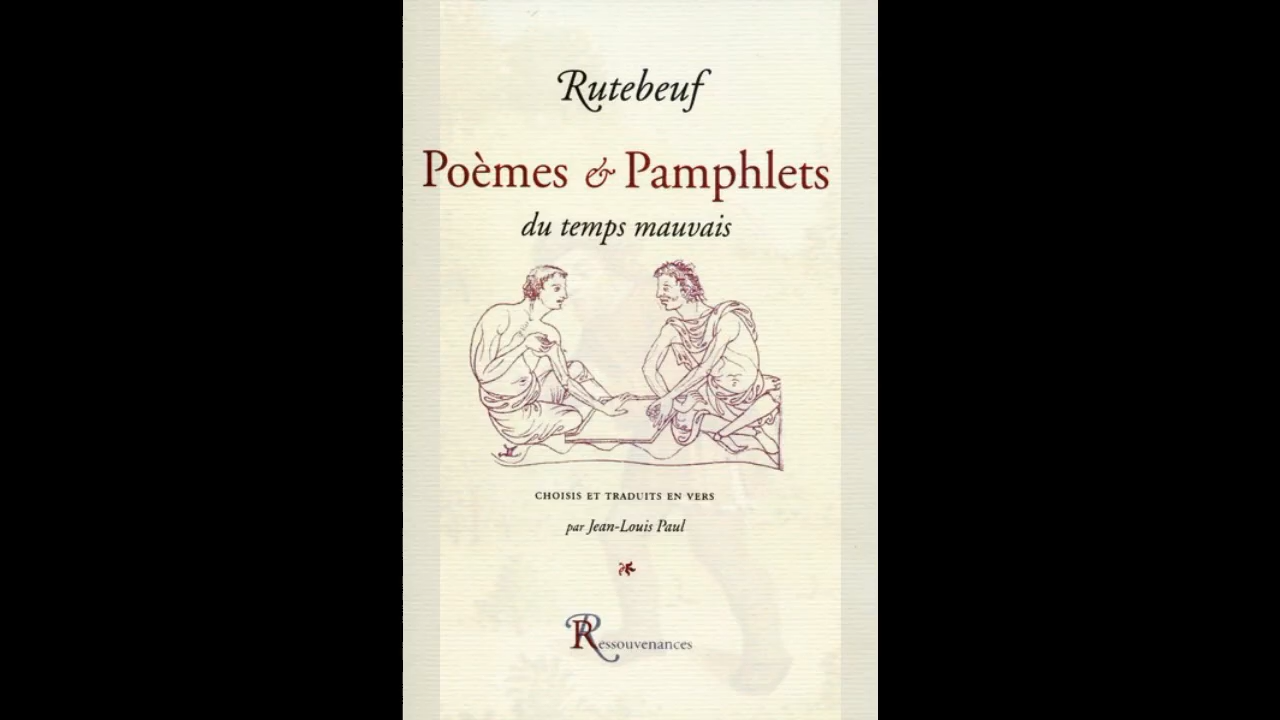 Rutebeuf
Poèmes & Pamphlets
du temps mauvais
CHOISIS ET TRADUITS EN VERS
par Jean-Louis Paul
Ressouvenances